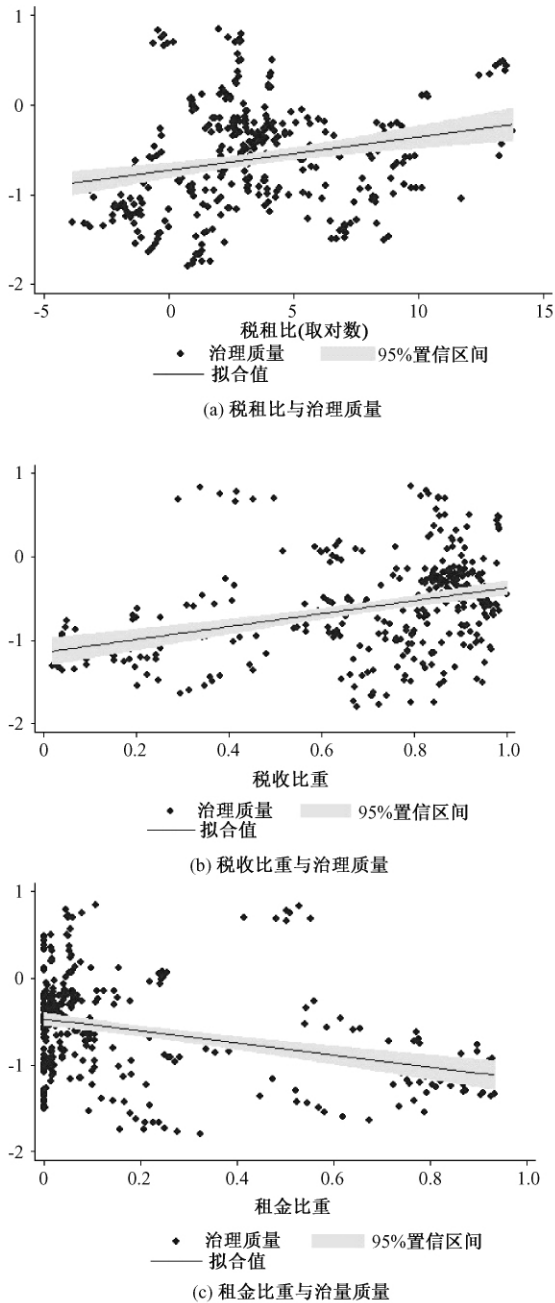 1
0
-1
-2
-5 0 5 10 15
税租比(取对数)
治理质量 95%置信区间
拟合值
(a) 税租比与治理质量
1
0
-1
-2
0 0.2 0.4 0.6 0.8 1.0
税收比重
治理质量 95%置信区间
拟合值
(b) 税收比重与治理质量
1
0
-1
-2
0 0.2 0.4 0.6 0.8 1.0
租金比重
治理质量 95%置信区间
拟合值
(c) 租金比重与治量质量